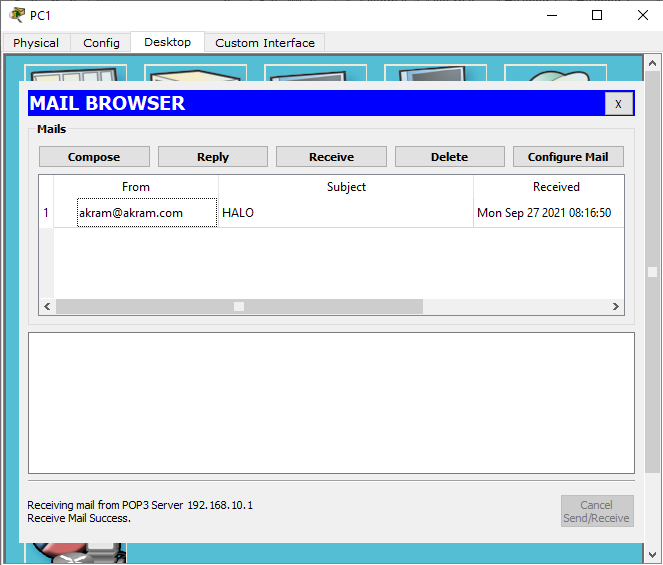 PC1
Physical Config Desktop Custom Interface
MAIL BROWSER X
Mails
Compose Reply Receive Delete Configure Mail
From Subject Received
1 akram@akram.com HALO Mon Sep 27 2021 08:16:50
Receiving mail from POP3 Server 192.168.10.1
Receive Mail Success.
Cancel
Send/Receive